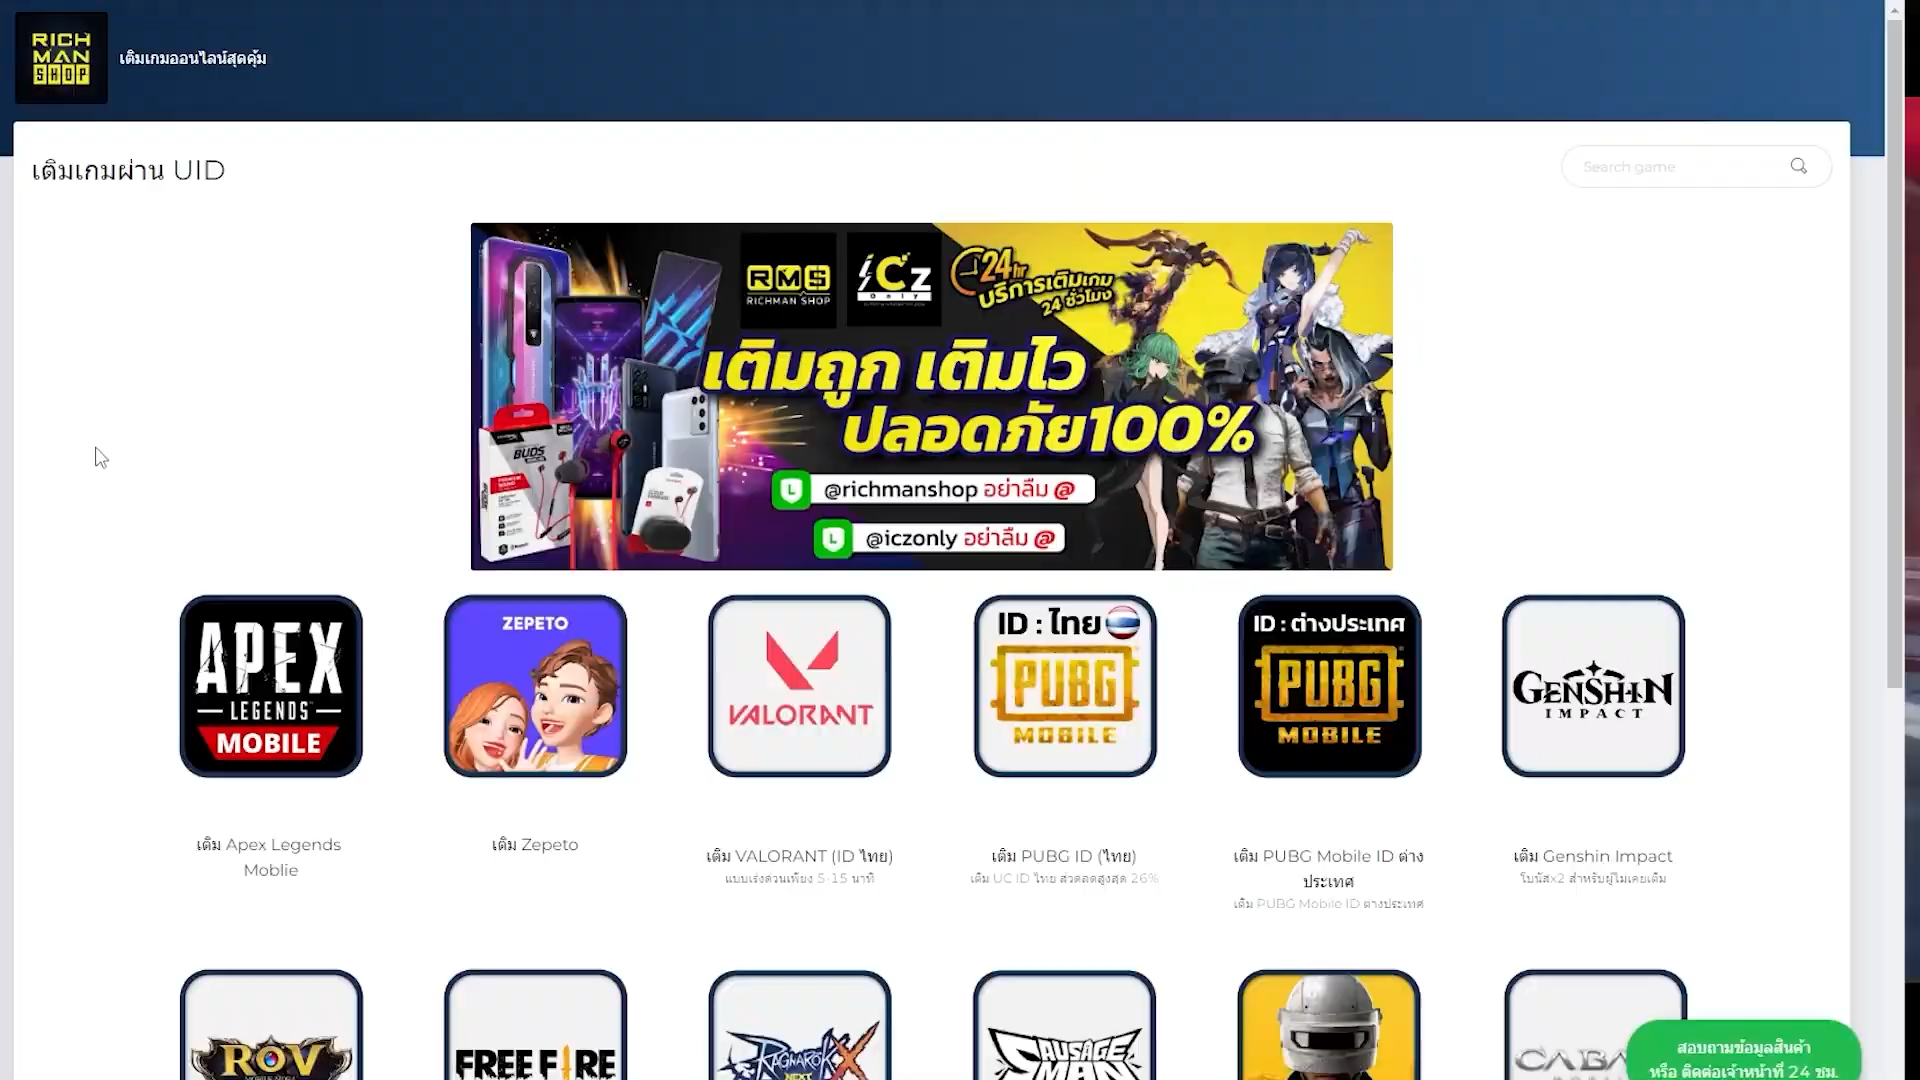 RICH
MAN
SHOP
เติมเกมออนไลน์สุดคุ้ม
เติมเกมผ่าน UID
Search game
RMS
RICHMAN SHOP
iCz
Only
24hr
บริการเติมเกม
24 ชั่วโมง
เติมถูก เติมไว
ปลอดภัย100%
BUDS
@richmanshop อย่าลืม @
@iczonly อย่าลืม @
APEX
LEGENDS
MOBILE
ZEPETO
VALORANT
ID : ไทย
PUBG
MOBILE
ID : ต่างประเทศ
PUBG
MOBILE
GENSHIN
IMPACT
เติม Apex Legends
Moblie
เติม Zepeto
เติม VALORANT (ID ไทย)
แบบเร่งด่วนเพียง 5-15 นาที
เติม PUBG ID (ไทย)
เติม UC ID ไทย ส่วดลดสูงสุด 26%
เติม PUBG Mobile ID ต่าง
ประเทศ
เติม PUBG Mobile ID ต่างประเทศ
เติม Genshin Impact
โบนัสx2 สำหรับผู้ไม่เคยเติม
ROV
FREE FIRE
RAGNAROK X
NEXT
SAUSAGE
MAN
CABA
สอบถามข้อมูลสินค้า
หรือ ติดต่อเจ้าหน้าที่ 24 ชม.